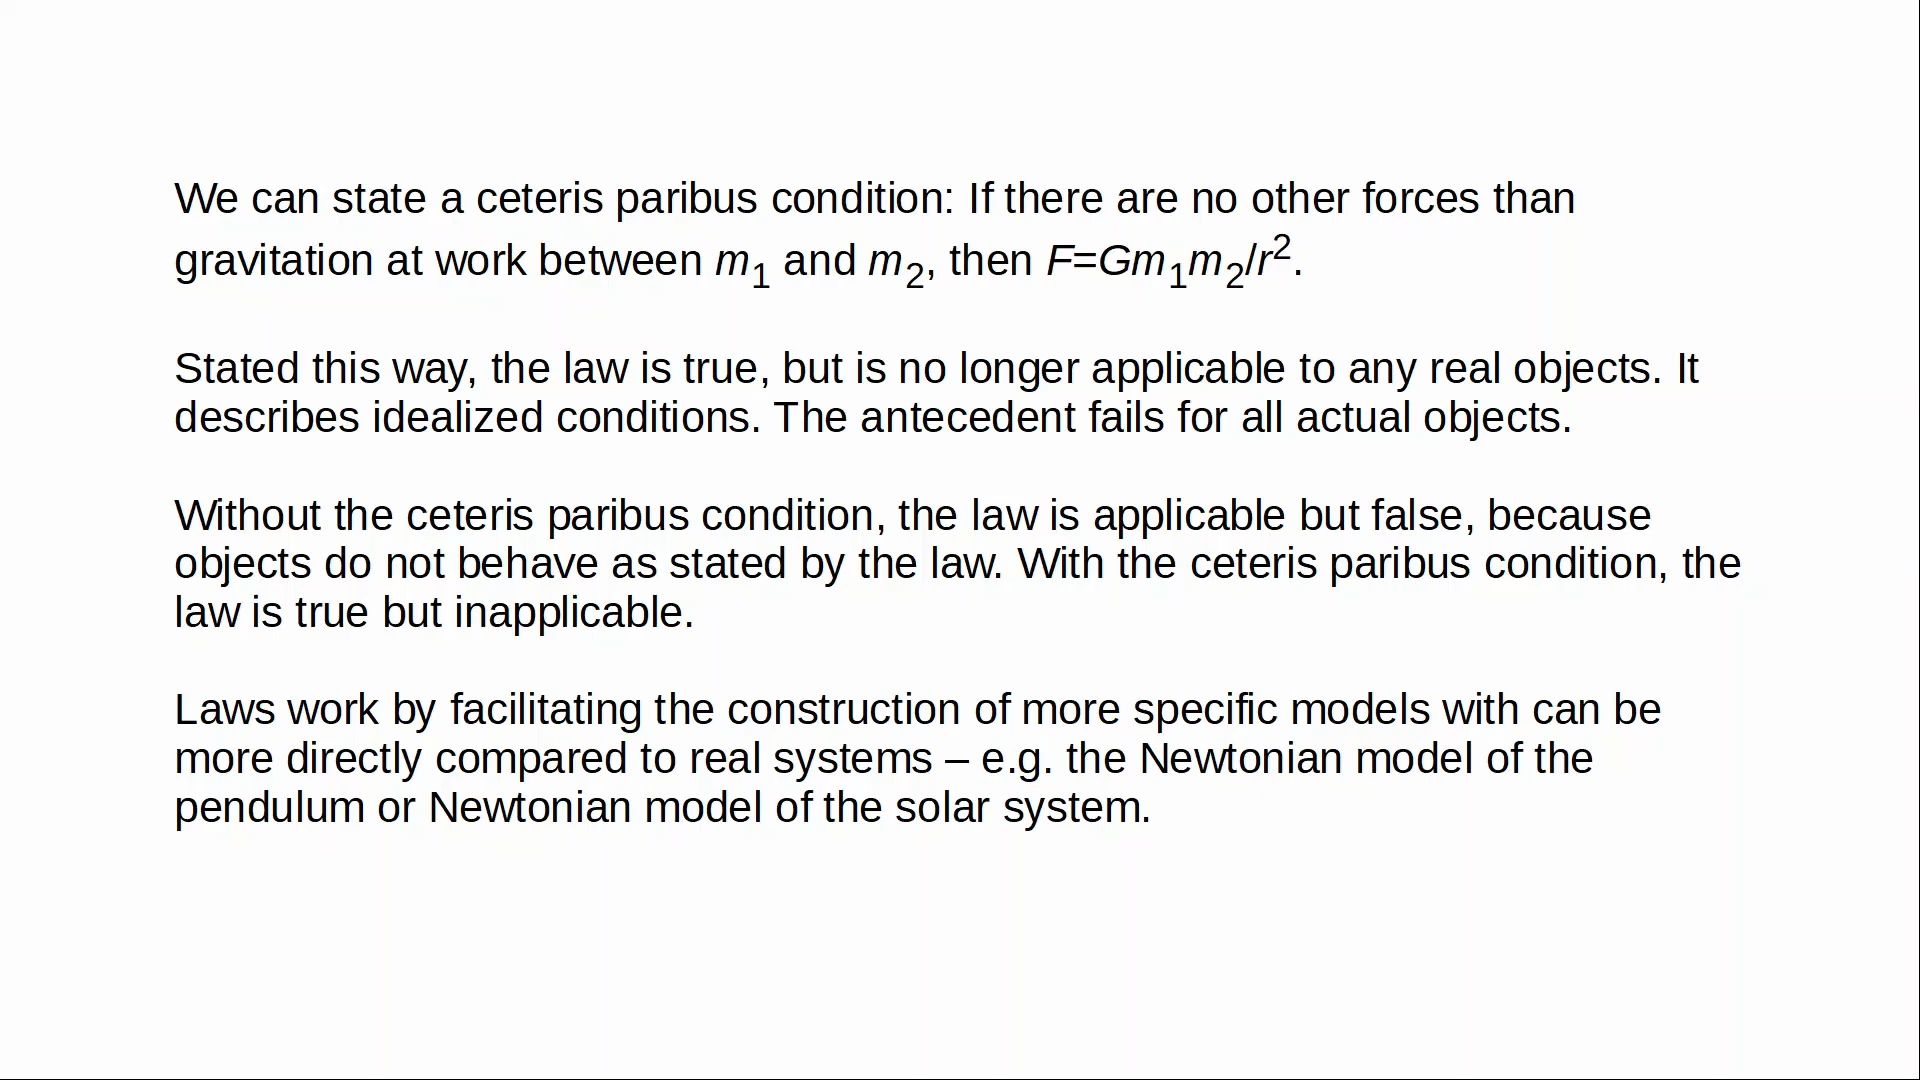 We can state a ceteris paribus condition: If there are no other forces than
gravitation at work between m₁ and m₂, then F=Gm₁m₂/r².
Stated this way, the law is true, but is no longer applicable to any real objects. It
describes idealized conditions. The antecedent fails for all actual objects.
Without the ceteris paribus condition, the law is applicable but false, because
objects do not behave as stated by the law. With the ceteris paribus condition, the
law is true but inapplicable.
Laws work by facilitating the construction of more specific models with can be
more directly compared to real systems – e.g. the Newtonian model of the
pendulum or Newtonian model of the solar system.